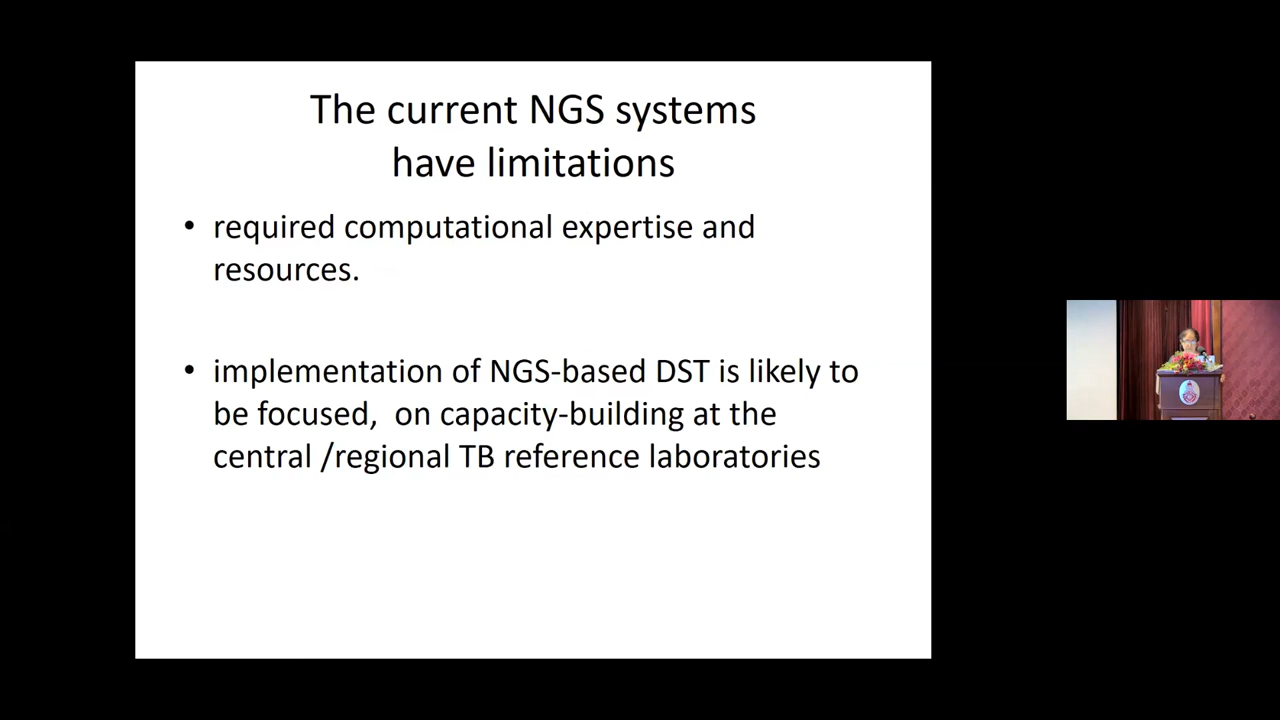 The current NGS systems
have limitations
• required computational expertise and
resources.
• implementation of NGS-based DST is likely to
be focused,  on capacity-building at the
central /regional TB reference laboratories